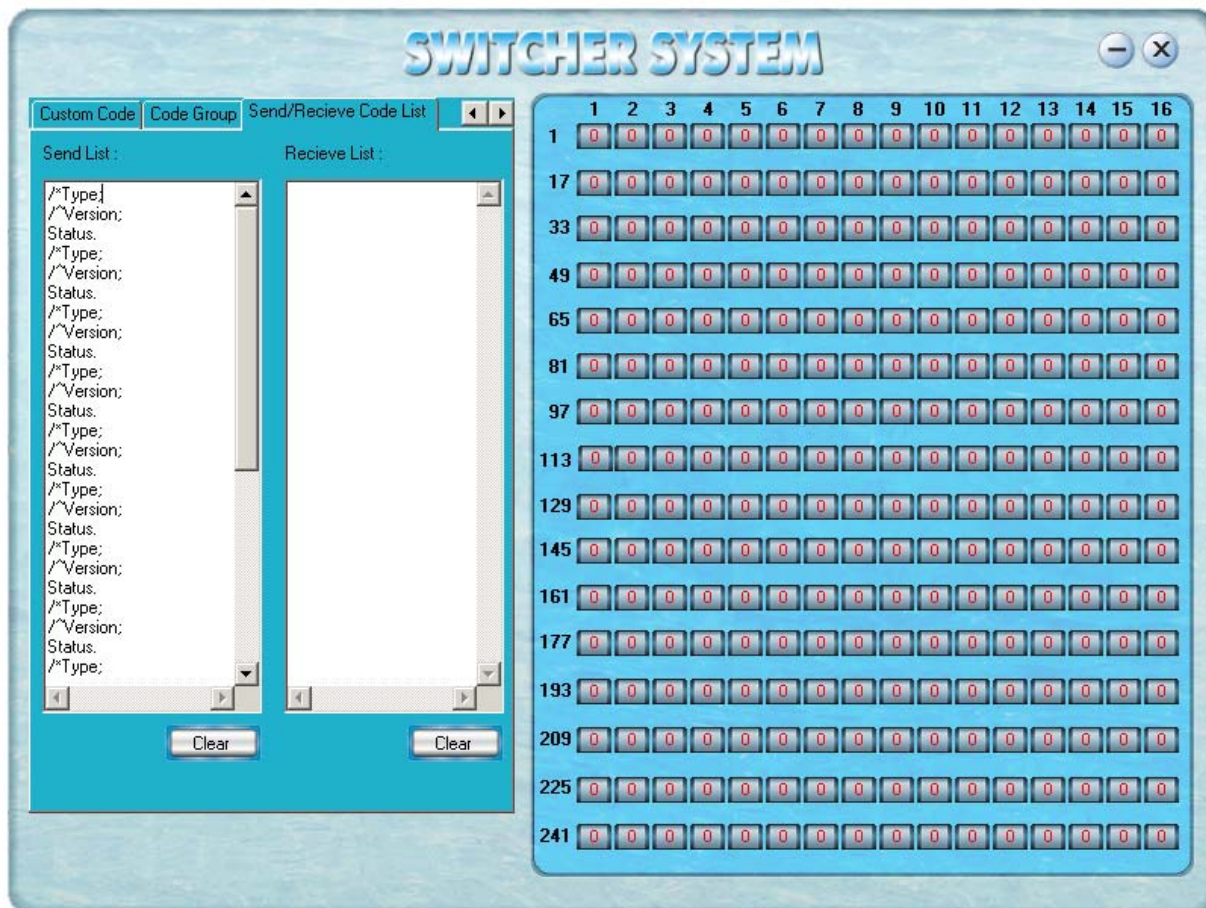 SWITCHER SYSTEM
Custom Code Code Group Send/Recieve Code List
Send List : Recieve List :
/*Type;
/^Version;
Status.
/*Type;
/^Version;
Status.
/*Type;
/^Version;
Status.
/*Type;
/^Version;
Status.
/*Type;
/^Version;
Status.
/*Type;
/^Version;
Status.
/*Type;
/^Version;
Status.
/*Type;
/^Version;
Status.
/*Type;
Clear Clear
1 2 3 4 5 6 7 8 9 10 11 12 13 14 15 16
1 0 0 0 0 0 0 0 0 0 0 0 0 0 0 0 0
17 0 0 0 0 0 0 0 0 0 0 0 0 0 0 0 0
33 0 0 0 0 0 0 0 0 0 0 0 0 0 0 0 0
49 0 0 0 0 0 0 0 0 0 0 0 0 0 0 0 0
65 0 0 0 0 0 0 0 0 0 0 0 0 0 0 0 0
81 0 0 0 0 0 0 0 0 0 0 0 0 0 0 0 0
97 0 0 0 0 0 0 0 0 0 0 0 0 0 0 0 0
113 0 0 0 0 0 0 0 0 0 0 0 0 0 0 0 0
129 0 0 0 0 0 0 0 0 0 0 0 0 0 0 0 0
145 0 0 0 0 0 0 0 0 0 0 0 0 0 0 0 0
161 0 0 0 0 0 0 0 0 0 0 0 0 0 0 0 0
177 0 0 0 0 0 0 0 0 0 0 0 0 0 0 0 0
193 0 0 0 0 0 0 0 0 0 0 0 0 0 0 0 0
209 0 0 0 0 0 0 0 0 0 0 0 0 0 0 0 0
225 0 0 0 0 0 0 0 0 0 0 0 0 0 0 0 0
241 0 0 0 0 0 0 0 0 0 0 0 0 0 0 0 0